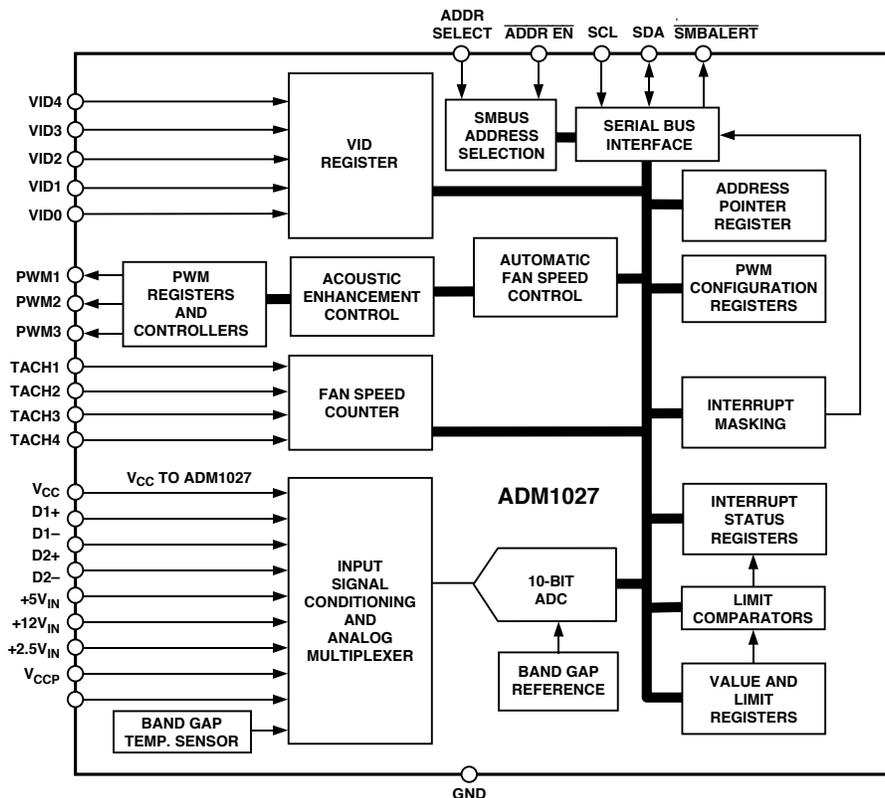 ADDR
SELECT
ADDR EN
SCL
SDA
SMBALERT
VID4
VID3
VID2
VID1
VID0
VID
REGISTER
SMBUS
ADDRESS
SELECTION
SERIAL BUS
INTERFACE
ADDRESS
POINTER
REGISTER
PWM1
PWM2
PWM3
PWM
REGISTERS
AND
CONTROLLERS
ACOUSTIC
ENHANCEMENT
CONTROL
AUTOMATIC
FAN SPEED
CONTROL
PWM
CONFIGURATION
REGISTERS
TACH1
TACH2
TACH3
TACH4
FAN SPEED
COUNTER
INTERRUPT
MASKING
VCC
D1+
D1–
D2+
D2–
+5VIN
+12VIN
+2.5VIN
VCCP
VCC TO ADM1027
INPUT
SIGNAL
CONDITIONING
AND
ANALOG
MULTIPLEXER
ADM1027
10-BIT
ADC
BAND GAP
REFERENCE
INTERRUPT
STATUS
REGISTERS
LIMIT
COMPARATORS
VALUE AND
LIMIT
REGISTERS
BAND GAP
TEMP. SENSOR
GND